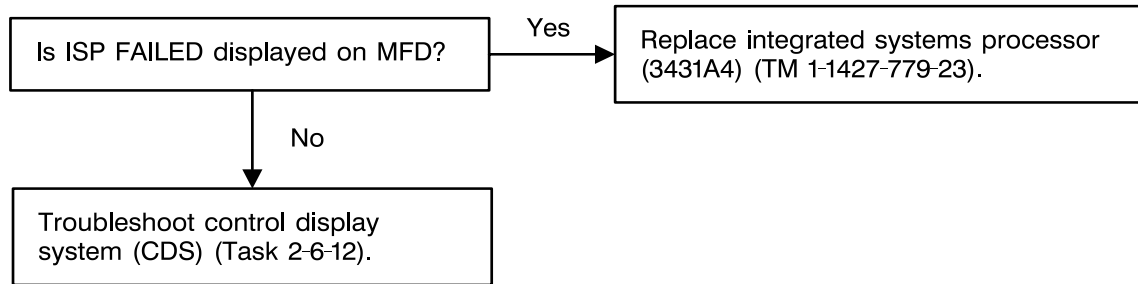 Is ISP FAILED displayed on MFD?
Yes
Replace integrated systems processor
(3431A4) (TM 1-1427-779-23).
No
Troubleshoot control display
system (CDS) (Task 2-6-12).